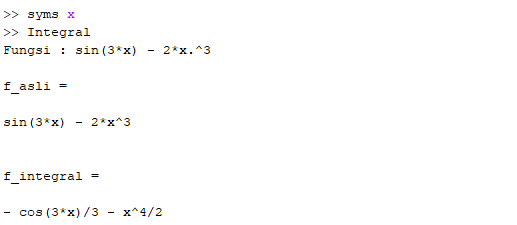 >> syms x
>> Integral
Fungsi : sin(3*x) - 2*x.^3
f_asli =
sin(3*x) - 2*x^3
f_integral =
- cos(3*x)/3 - x^4/2